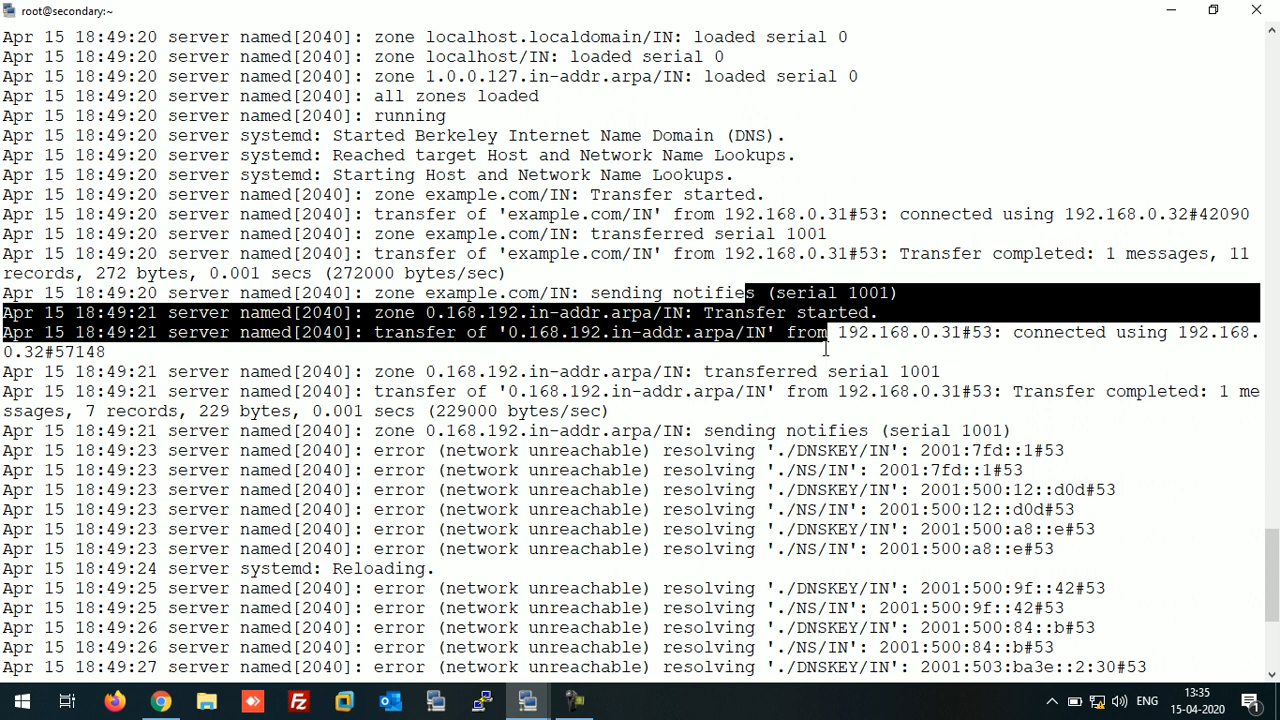 root@secondary:~
Apr 15 18:49:20 server named[2040]: zone localhost.localdomain/IN: loaded serial 0
Apr 15 18:49:20 server named[2040]: zone localhost/IN: loaded serial 0
Apr 15 18:49:20 server named[2040]: zone 1.0.0.127.in-addr.arpa/IN: loaded serial 0
Apr 15 18:49:20 server named[2040]: all zones loaded
Apr 15 18:49:20 server named[2040]: running
Apr 15 18:49:20 server systemd: Started Berkeley Internet Name Domain (DNS).
Apr 15 18:49:20 server systemd: Reached target Host and Network Name Lookups.
Apr 15 18:49:20 server systemd: Starting Host and Network Name Lookups.
Apr 15 18:49:20 server named[2040]: zone example.com/IN: Transfer started.
Apr 15 18:49:20 server named[2040]: transfer of 'example.com/IN' from 192.168.0.31#53: connected using 192.168.0.32#42090
Apr 15 18:49:20 server named[2040]: zone example.com/IN: transferred serial 1001
Apr 15 18:49:20 server named[2040]: transfer of 'example.com/IN' from 192.168.0.31#53: Transfer completed: 1 messages, 11
records, 272 bytes, 0.001 secs (272000 bytes/sec)
Apr 15 18:49:20 server named[2040]: zone example.com/IN: sending notifies (serial 1001)
Apr 15 18:49:21 server named[2040]: zone 0.168.192.in-addr.arpa/IN: Transfer started.
Apr 15 18:49:21 server named[2040]: transfer of '0.168.192.in-addr.arpa/IN' from 192.168.0.31#53: connected using 192.168.
0.32#57148
Apr 15 18:49:21 server named[2040]: zone 0.168.192.in-addr.arpa/IN: transferred serial 1001
Apr 15 18:49:21 server named[2040]: transfer of '0.168.192.in-addr.arpa/IN' from 192.168.0.31#53: Transfer completed: 1 me
ssages, 7 records, 229 bytes, 0.001 secs (229000 bytes/sec)
Apr 15 18:49:21 server named[2040]: zone 0.168.192.in-addr.arpa/IN: sending notifies (serial 1001)
Apr 15 18:49:23 server named[2040]: error (network unreachable) resolving './DNSKEY/IN': 2001:7fd::1#53
Apr 15 18:49:23 server named[2040]: error (network unreachable) resolving './NS/IN': 2001:7fd::1#53
Apr 15 18:49:23 server named[2040]: error (network unreachable) resolving './DNSKEY/IN': 2001:500:12::d0d#53
Apr 15 18:49:23 server named[2040]: error (network unreachable) resolving './NS/IN': 2001:500:12::d0d#53
Apr 15 18:49:23 server named[2040]: error (network unreachable) resolving './DNSKEY/IN': 2001:500:a8::e#53
Apr 15 18:49:23 server named[2040]: error (network unreachable) resolving './NS/IN': 2001:500:a8::e#53
Apr 15 18:49:24 server systemd: Reloading.
Apr 15 18:49:25 server named[2040]: error (network unreachable) resolving './DNSKEY/IN': 2001:500:9f::42#53
Apr 15 18:49:25 server named[2040]: error (network unreachable) resolving './NS/IN': 2001:500:9f::42#53
Apr 15 18:49:26 server named[2040]: error (network unreachable) resolving './DNSKEY/IN': 2001:500:84::b#53
Apr 15 18:49:26 server named[2040]: error (network unreachable) resolving './NS/IN': 2001:500:84::b#53
Apr 15 18:49:27 server named[2040]: error (network unreachable) resolving './DNSKEY/IN': 2001:503:ba3e::2:30#53
ENG
13:35
15-04-2020